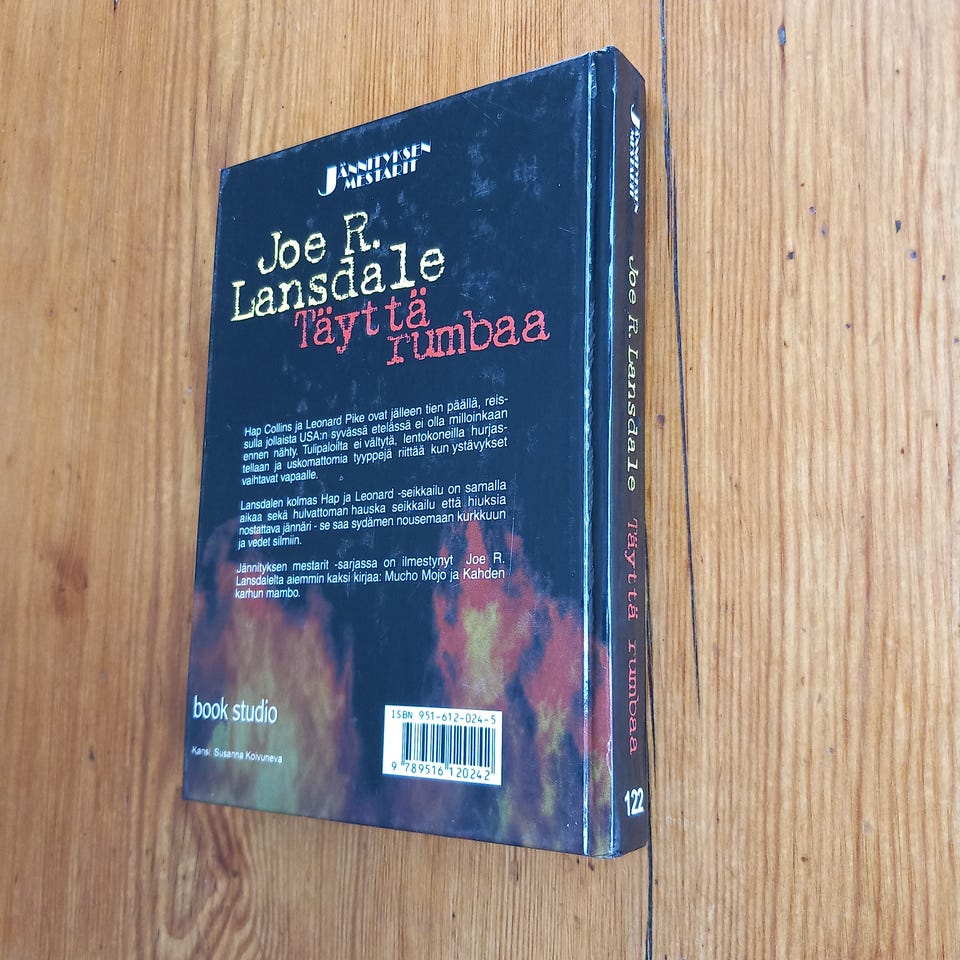 JÄNNITYKSEN
MESTARIT
Joe R.
Lansdale
Täyttä
rumbaa
Hap Collins ja Leonard Pike ovat jälleen tien päällä, reis-
sulla jollaista USA:n syvässä etelässä ei olla milloinkaan
ennen nähty. Tulipaloilta ei vältytä, lentokoneilla hurjas-
tellaan ja uskomattomia tyyppejä riittää kun ystävykset
vaihtavat vapaalle.
Lansdalen kolmas Hap ja Leonard -seikkailu on samalla
aikaa sekä hulvattoman hauska seikkailu että hiuksia
nostattava jännäri - se saa sydämen nousemaan kurkkuun
ja vedet silmiin.
Jännityksen mestarit -sarjassa on ilmestynyt Joe R.
Lansdalelta aiemmin kaksi kirjaa: Mucho Mojo ja Kahden
karhun mambo.
book studio
Kansi: Susanna Koivuneva
ISBN 951-612-024-5
9 789516 120242
JÄNNITYKSEN
MESTARIT
Joe R. Lansdale Täyttä rumbaa
122